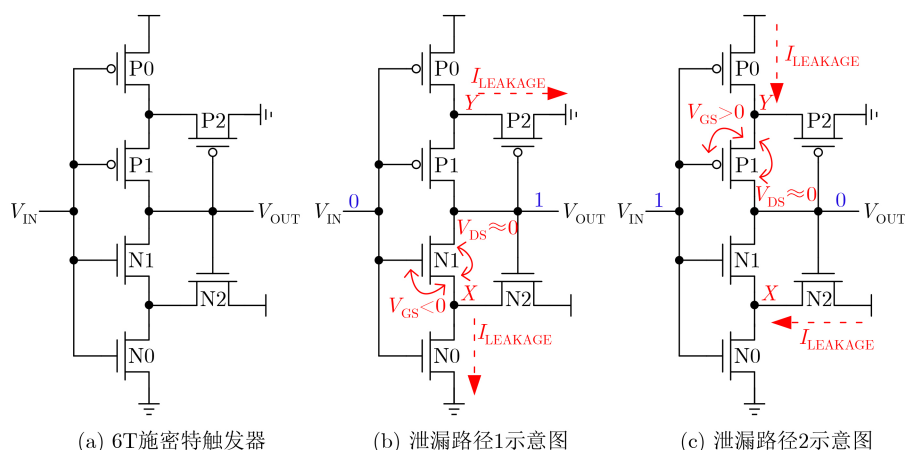 P0
P2
P1
V_IN
V_OUT
N1
N2
N0
(a) 6T施密特触发器
P0
I_LEAKAGE
Y
P2
P1
0
1
V_IN
V_OUT
V_DS≈0
N1
X
V_GS<0
N2
I_LEAKAGE
N0
(b) 泄漏路径1示意图
I_LEAKAGE
P0
Y
V_GS>0
P2
P1
V_DS≈0
1
0
V_IN
V_OUT
N1
X
N2
I_LEAKAGE
N0
(c) 泄漏路径2示意图